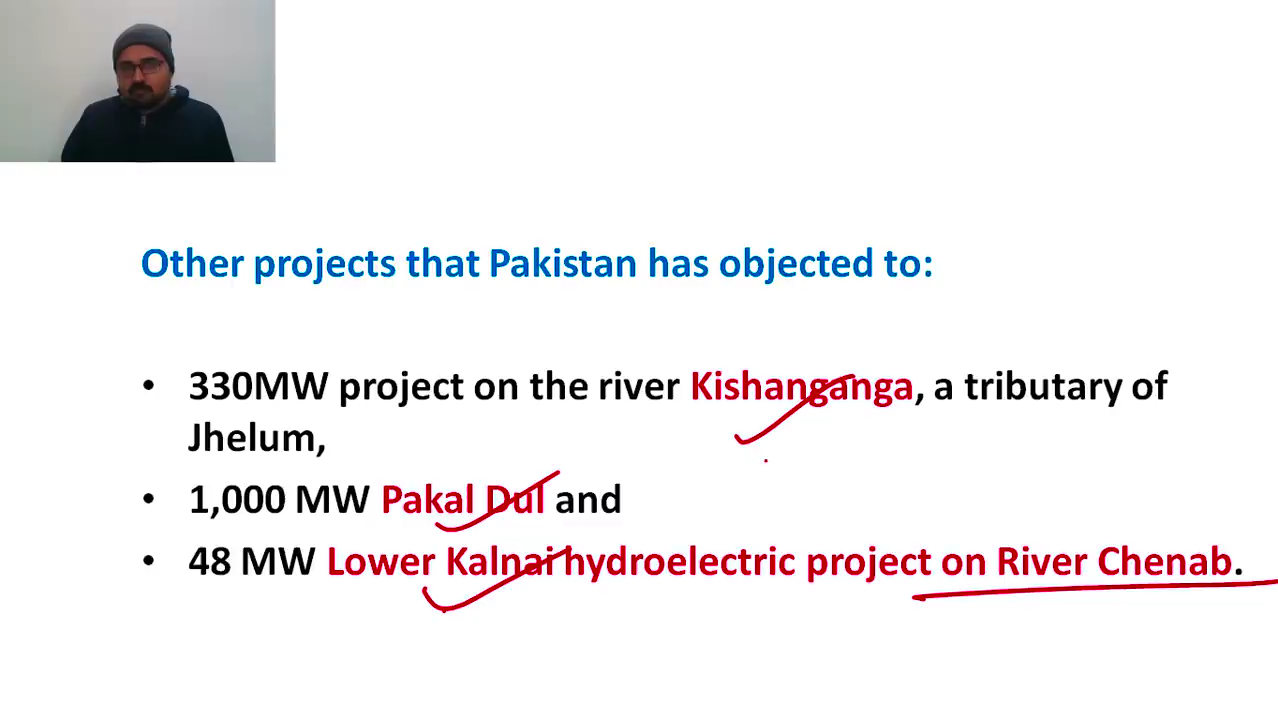 Other projects that Pakistan has objected to:
• 330MW project on the river Kishanganga, a tributary of
Jhelum,
• 1,000 MW Pakal Dul and
• 48 MW Lower Kalnai hydroelectric project on River Chenab.